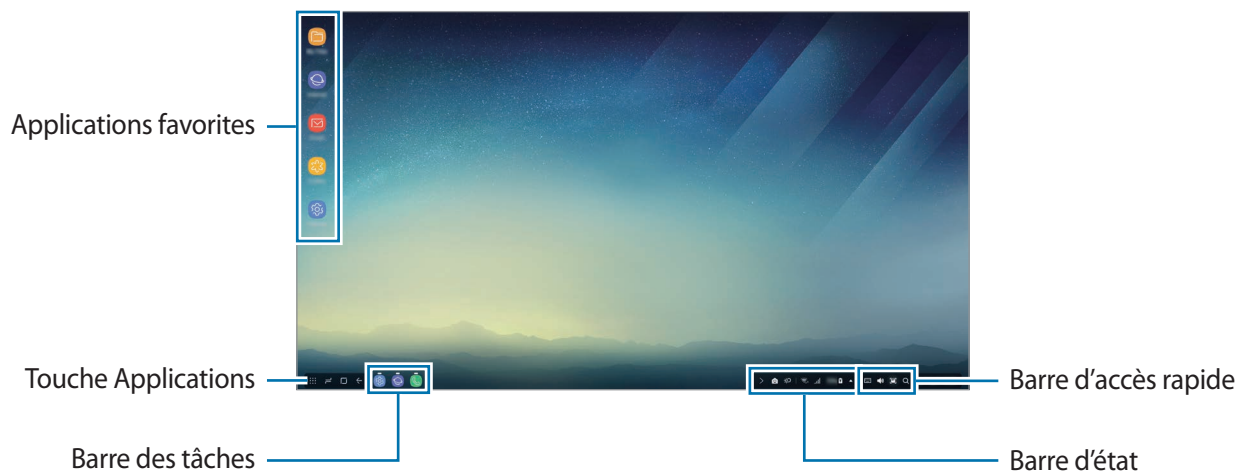 Applications favorites
Touche Applications
Barre d'accès rapide
Barre des tâches
Barre d'état